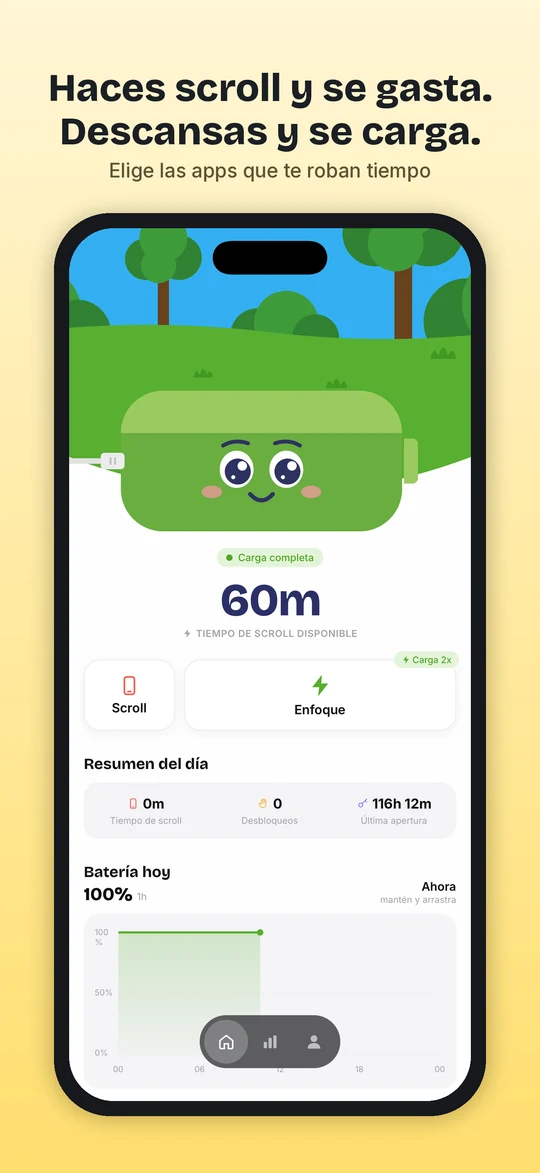 Haces scroll y se gasta.
Descansas y se carga.
Elige las apps que te roban tiempo
Carga completa
60m
TIEMPO DE SCROLL DISPONIBLE
Carga 2x
Scroll
Enfoque
Resumen del día
0m
Tiempo de scroll
0
Desbloqueos
116h 12m
Última apertura
Batería hoy
100% 1h
Ahora
mantén y arrastra
100
%
50%
0%
00
06
12
18
00